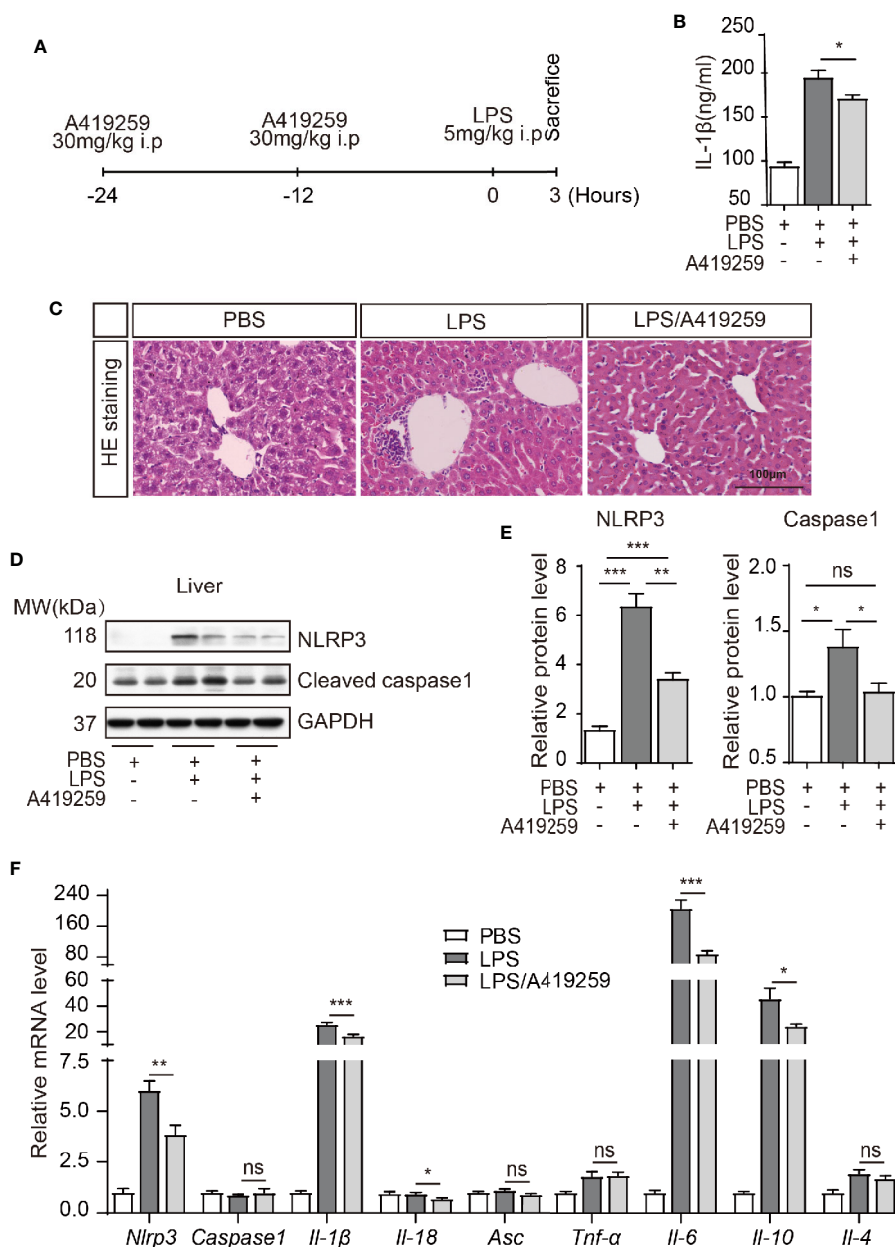 A
A419259
30mg/kg i.p
A419259
30mg/kg i.p
LPS
5mg/kg i.p
Sacrefice
-24
-12
0
3 (Hours)
B
IL-1β(ng/ml)
250
200
150
100
50
*
PBS + + +
LPS - + +
A419259 - - +
C
PBS
LPS
LPS/A419259
HE staining
100μm
D
Liver
MW(kDa)
118 NLRP3
20 Cleaved caspase1
37 GAPDH
PBS + + +
LPS - + +
A419259 - - +
E
NLRP3
Relative protein level
8
6
4
2
0
***
*** **
PBS + + +
LPS - + +
A419259 - - +
Caspase1
Relative protein level
2.0
1.5
1.0
0.5
ns
* *
PBS + + +
LPS - + +
A419259 - - +
F
Relative mRNA level
240
160
80
60
40
20
7.5
5.0
2.5
0.0
PBS
LPS
LPS/A419259
** ns *** * ns ns *** * ns
Nlrp3 Caspase1 Il-1β Il-18 Asc Tnf-α Il-6 Il-10 Il-4